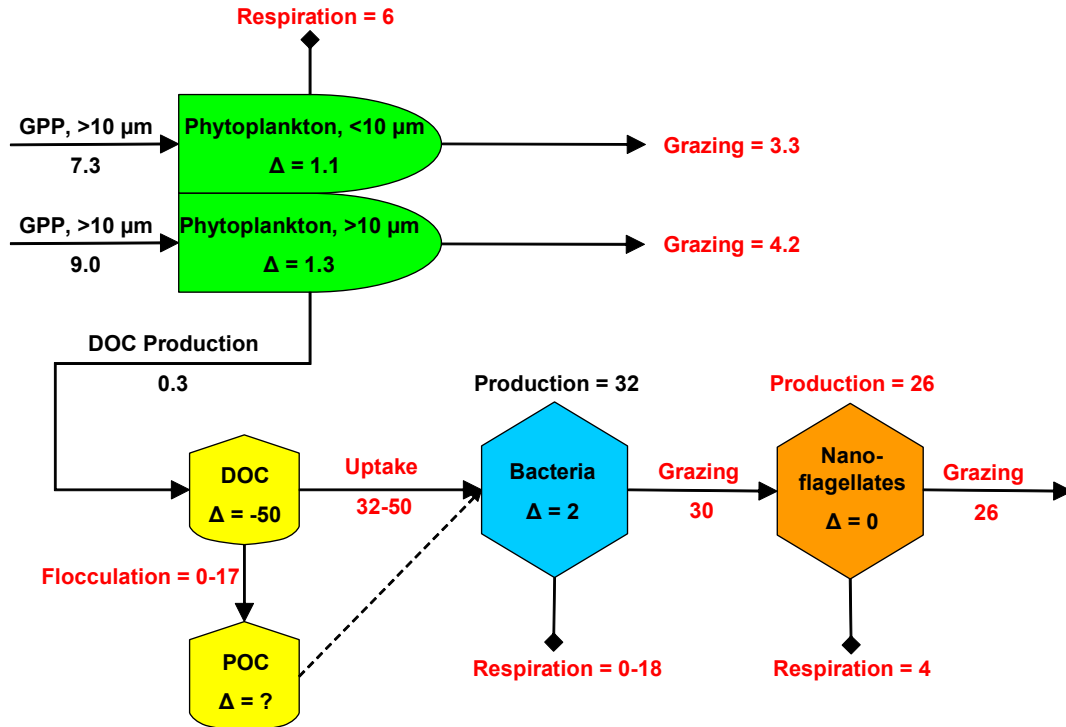 Respiration = 6
GPP, >10 µm
7.3
Phytoplankton, <10 µm
Δ = 1.1
Grazing = 3.3
GPP, >10 µm
9.0
Phytoplankton, >10 µm
Δ = 1.3
Grazing = 4.2
DOC Production
0.3
Production = 32
Production = 26
DOC
Δ = -50
Uptake
32-50
Bacteria
Δ = 2
Grazing
30
Nano-
flagellates
Δ = 0
Grazing
26
Flocculation = 0-17
POC
Δ = ?
Respiration = 0-18
Respiration = 4